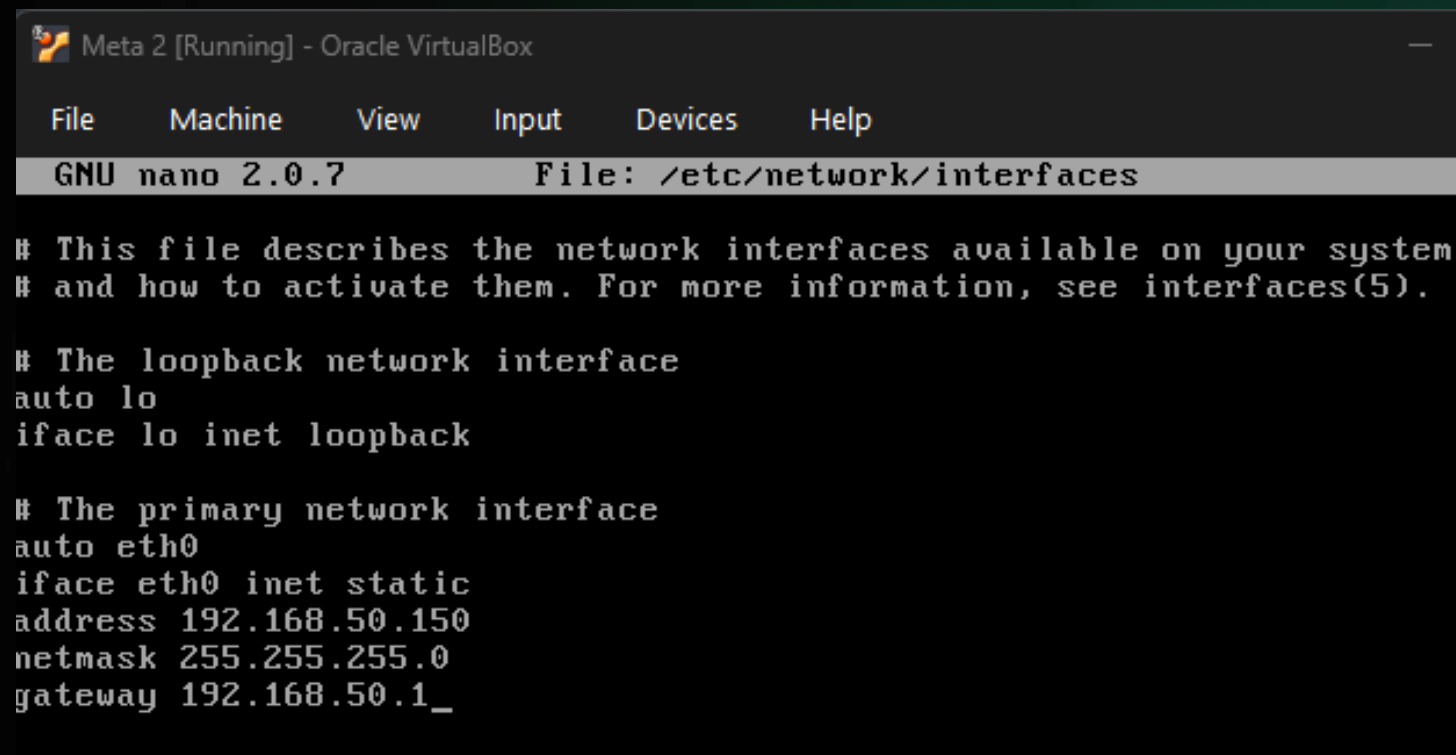 Meta 2 [Running] - Oracle VirtualBox
File Machine View Input Devices Help
GNU nano 2.0.7 File: /etc/network/interfaces
# This file describes the network interfaces available on your system
# and how to activate them. For more information, see interfaces(5).
# The loopback network interface
auto lo
iface lo inet loopback
# The primary network interface
auto eth0
iface eth0 inet static
address 192.168.50.150
netmask 255.255.255.0
gateway 192.168.50.1_